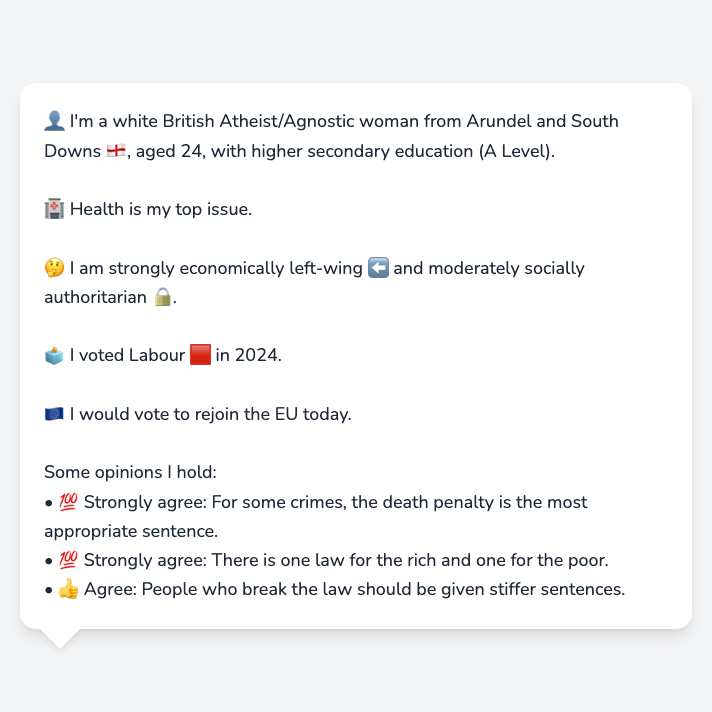 👤 I'm a white British Atheist/Agnostic woman from Arundel and South
Downs 🏴󠁧󠁢󠁥󠁮󠁧󠁿, aged 24, with higher secondary education (A Level).
🏥 Health is my top issue.
🤔 I am strongly economically left-wing ⬅️ and moderately socially
authoritarian 🔒.
🗳️ I voted Labour 🟥 in 2024.
🇪🇺 I would vote to rejoin the EU today.
Some opinions I hold:
• 💯 Strongly agree: For some crimes, the death penalty is the most
appropriate sentence.
• 💯 Strongly agree: There is one law for the rich and one for the poor.
• 👍 Agree: People who break the law should be given stiffer sentences.